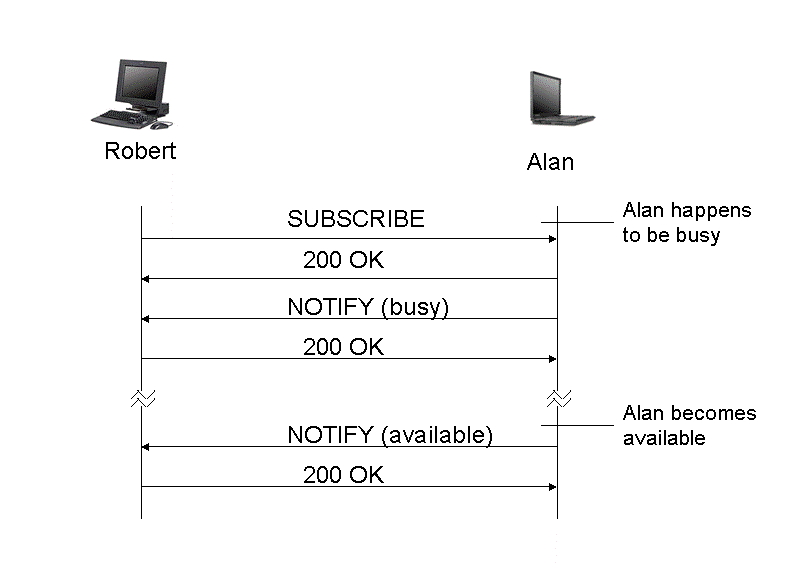 Robert
Alan
SUBSCRIBE
Alan happens
to be busy
200 OK
NOTIFY (busy)
200 OK
Alan becomes
available
NOTIFY (available)
200 OK